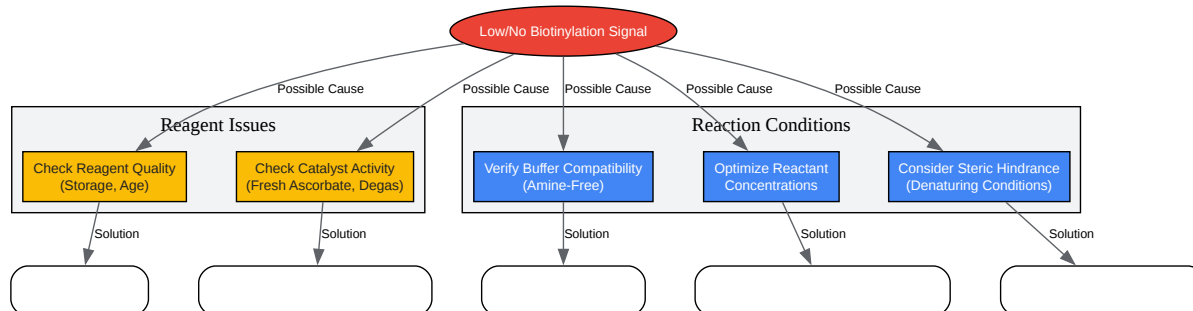 Low/No Biotinylation Signal
Possible Cause
Possible Cause
Possible Cause
Possible Cause
Possible Cause
Reagent Issues
Reaction Conditions
Check Reagent Quality
(Storage, Age)
Check Catalyst Activity
(Fresh Ascorbate, Degas)
Verify Buffer Compatibility
(Amine-Free)
Optimize Reactant
Concentrations
Consider Steric Hindrance
(Denaturing Conditions)
Solution
Solution
Solution
Solution
Solution